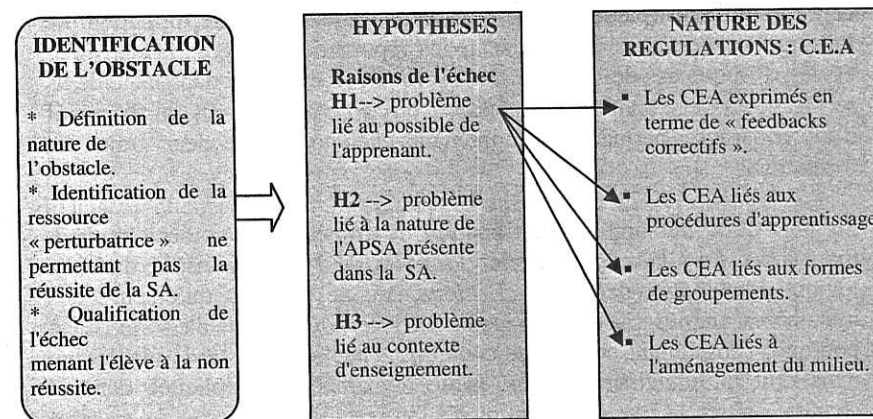 IDENTIFICATION
DE L'OBSTACLE
* Définition de la
nature de
l'obstacle.
* Identification de la
ressource
« perturbatrice » ne
permettant pas la
réussite de la SA.
* Qualification de
l'échec
menant l'élève à la non
réussite.
HYPOTHESES
Raisons de l'échec
H1--> problème
lié au possible de
l'apprenant.
H2 --> problème
lié à la nature de
l'APSA présente
dans la SA.
H3 --> problème
lié au contexte
d'enseignement.
NATURE DES
REGULATIONS : C.E.A
▪ Les CEA exprimés en
terme de « feedbacks
correctifs ».
▪ Les CEA liés aux
procédures d'apprentissage
▪ Les CEA liés aux formes
de groupements.
▪ Les CEA liés à
l'aménagement du milieu.